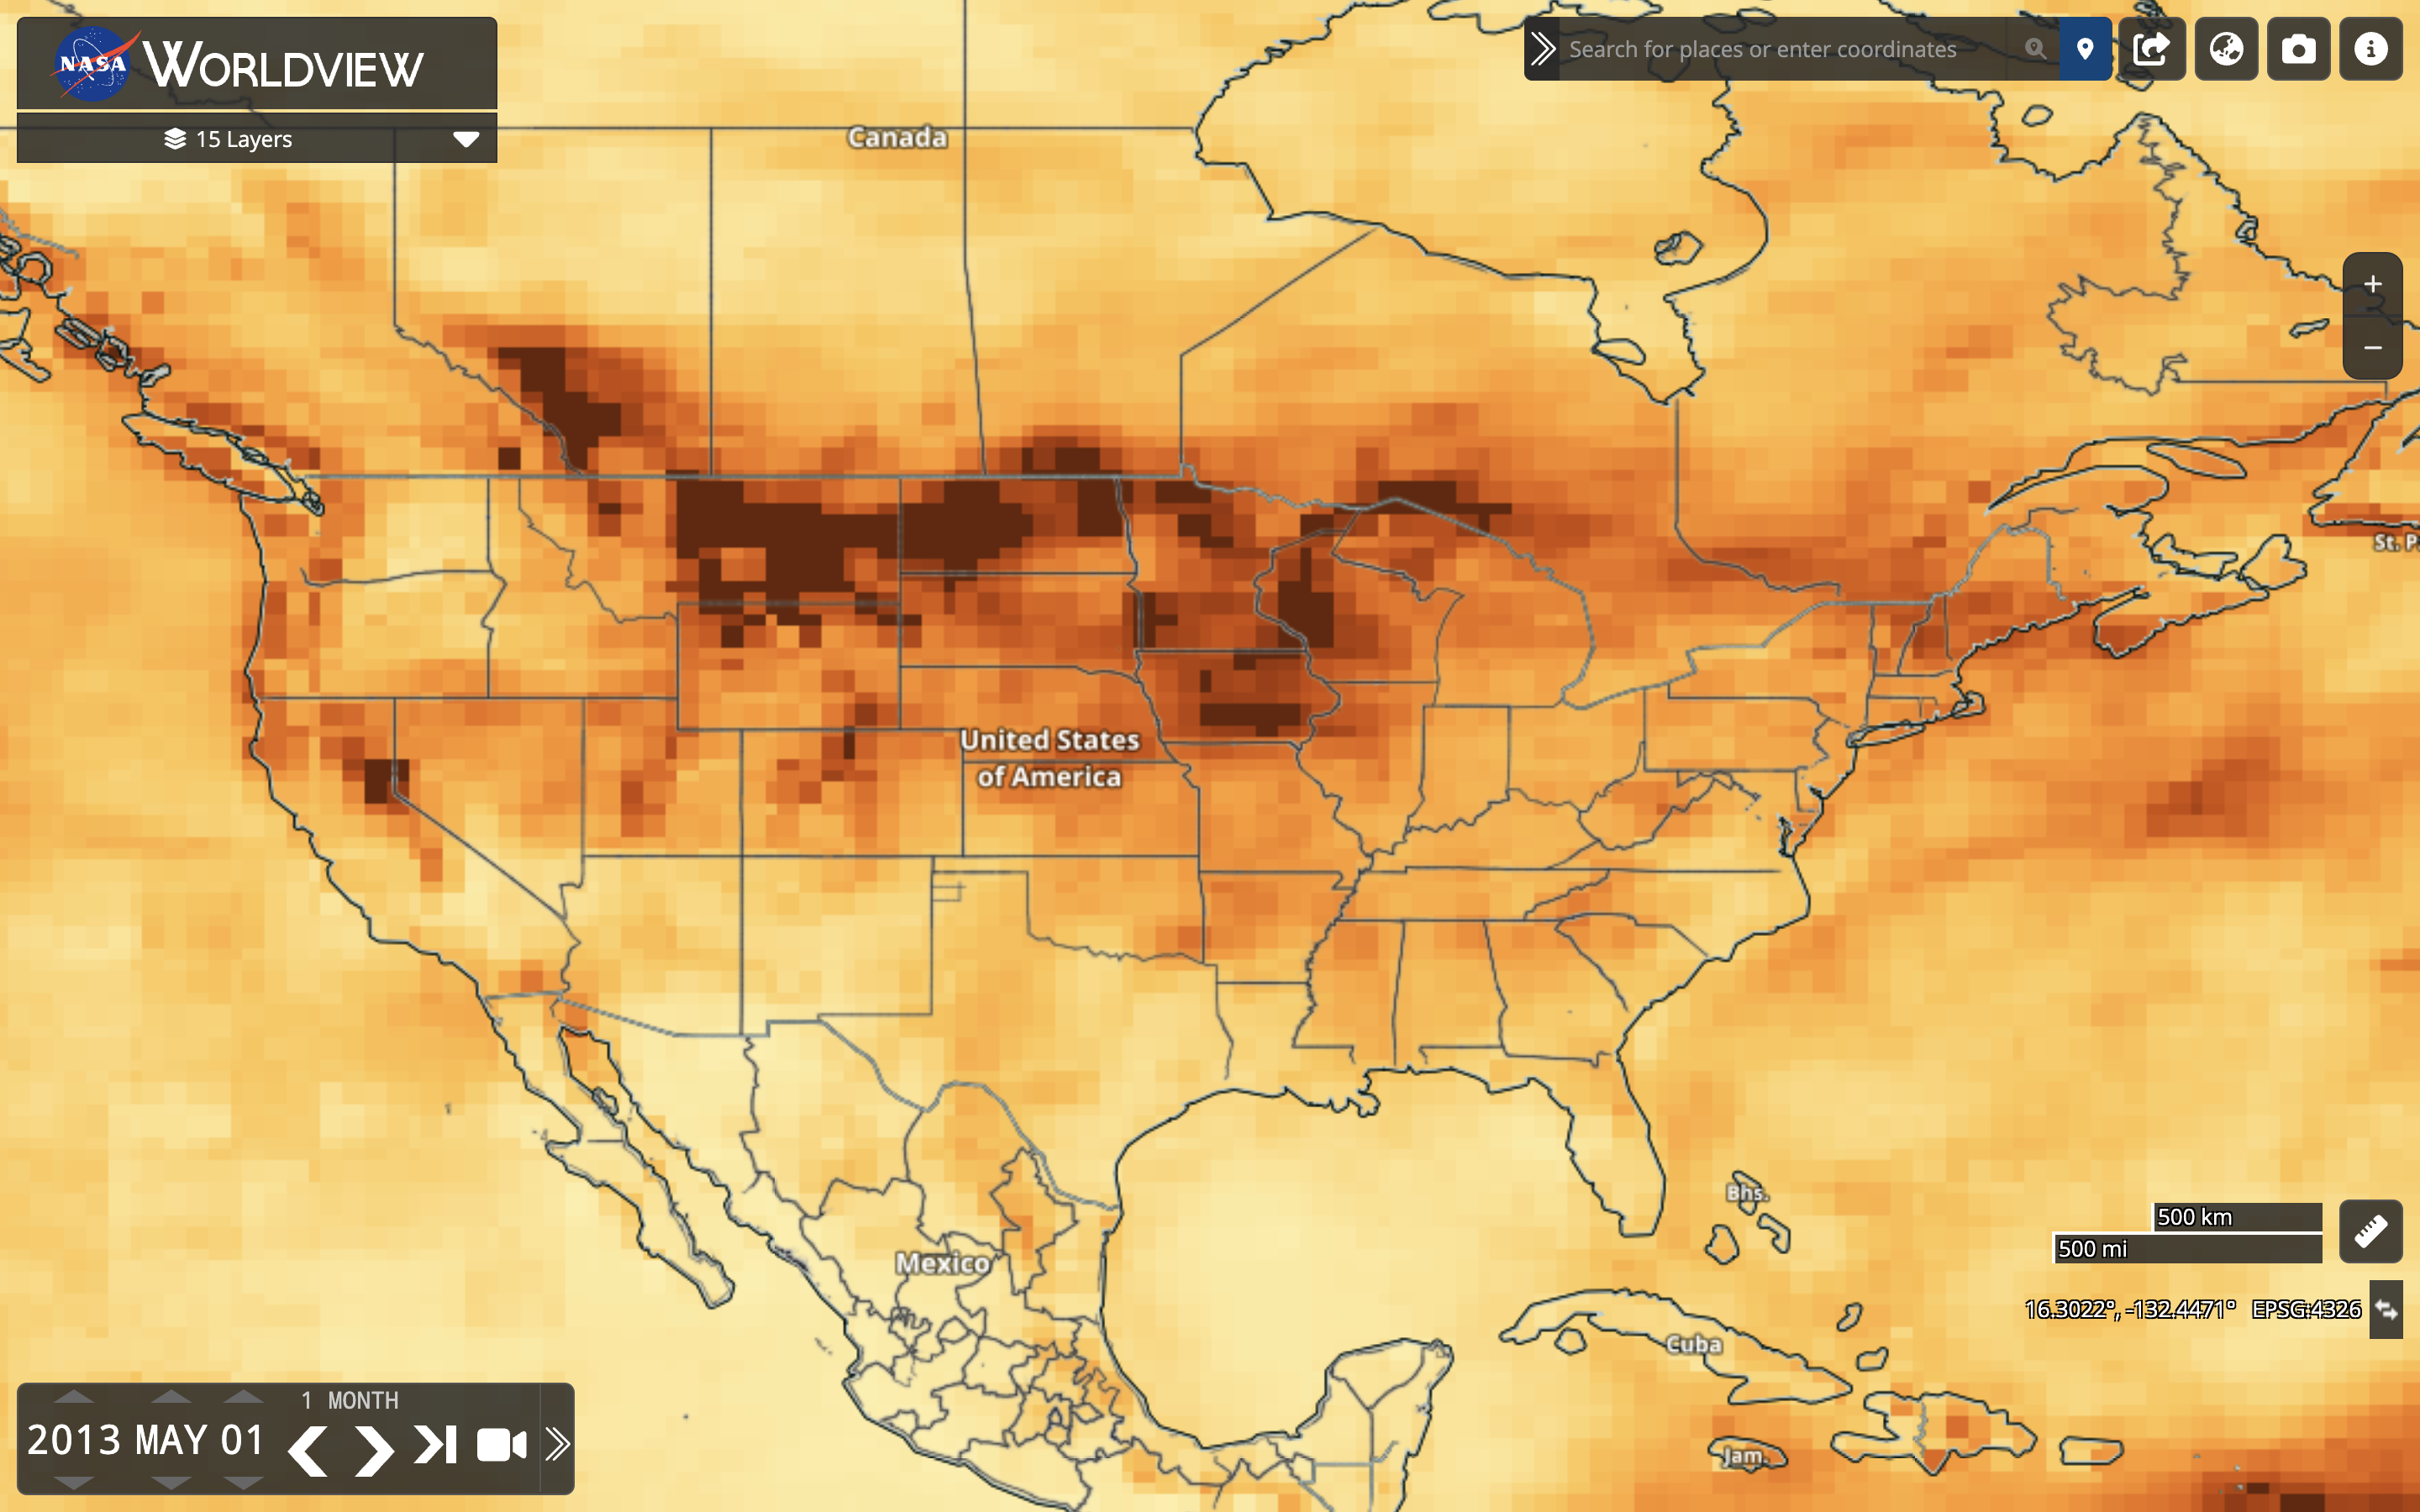 NASA WORLDVIEW
15 Layers
Search for places or enter coordinates
Canada
+
−
St. P
United States
of America
Bhs.
500 km
500 mi
Mexico
16.3022°, -132.4471° EPSG:4326
Cuba
Jam.
1 MONTH
2013 MAY 01